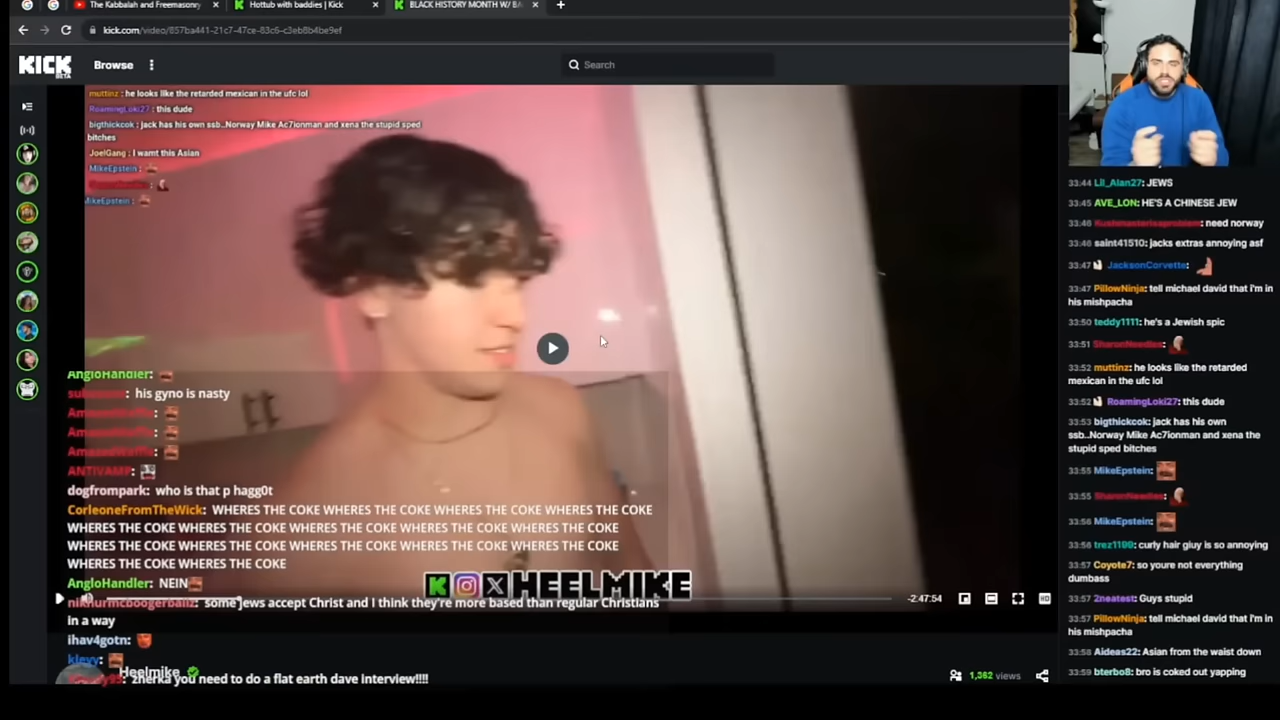 The Kabbalah and Freemasonry
Hottub with baddies | Kick
BLACK HISTORY MONTH W/ BA
kick.com/video/857ba441-21c7-47ce-83c6-c3eb8b4be9ef
KICK
BETA
Browse
Search
muttinz: he looks like the retarded mexican in the ufc lol
RoamingLoki27: this dude
bigthickcok: jack has his own ssb..Norway Mike Ac7ionman and xena the stupid sped
bitches
JoelGang: I wamt this Asian
MikeEpstein:
MikeEpstein:
AngloHandler:
his gyno is nasty
AmazedWaffle:
AmazedWaffle:
AmazedWaffle:
ANTIVAMP:
dogfrompark: who is that p hagg0t
CorleoneFromTheWick: WHERES THE COKE WHERES THE COKE WHERES THE COKE WHERES THE COKE
WHERES THE COKE WHERES THE COKE WHERES THE COKE WHERES THE COKE
WHERES THE COKE WHERES THE COKE WHERES THE COKE WHERES THE COKE
WHERES THE COKE WHERES THE COKE
AngloHandler: NEIN
K X HEELMIKE
some jews accept Christ and I think they're more based than regular Christians
in a way
-2:47:54
HD
ihav4gotn:
klevy:
Heelmike
zherka you need to do a flat earth dave interview!!!!
1,362 views
33:44 Lil_Alan27: JEWS
33:45 AVE_LON: HE'S A CHINESE JEW
33:46 Kushmasterisaproblem: need norway
33:46 saint41510: jacks extras annoying asf
33:47 JacksonCorvette:
33:47 PillowNinja: tell michael david that i'm in
his mishpacha
33:50 teddy1111: he's a Jewish spic
33:51 SharonNeedles:
33:52 muttinz: he looks like the retarded
mexican in the ufc lol
33:52 RoamingLoki27: this dude
33:53 bigthickcok: jack has his own
ssb..Norway Mike Ac7ionman and xena the
stupid sped bitches
33:55 MikeEpstein:
33:55 SharonNeedles:
33:56 MikeEpstein:
33:56 trez1199: curly hair giuy is so annoying
33:57 Coyote7: so youre not everything
dumbass
33:57 2neatest: Guys stupid
33:57 PillowNinja: tell michael david that i'm in
his mishpacha
33:58 Aideas22: Asian from the waist down
33:59 bterbo8: bro is coked out yapping